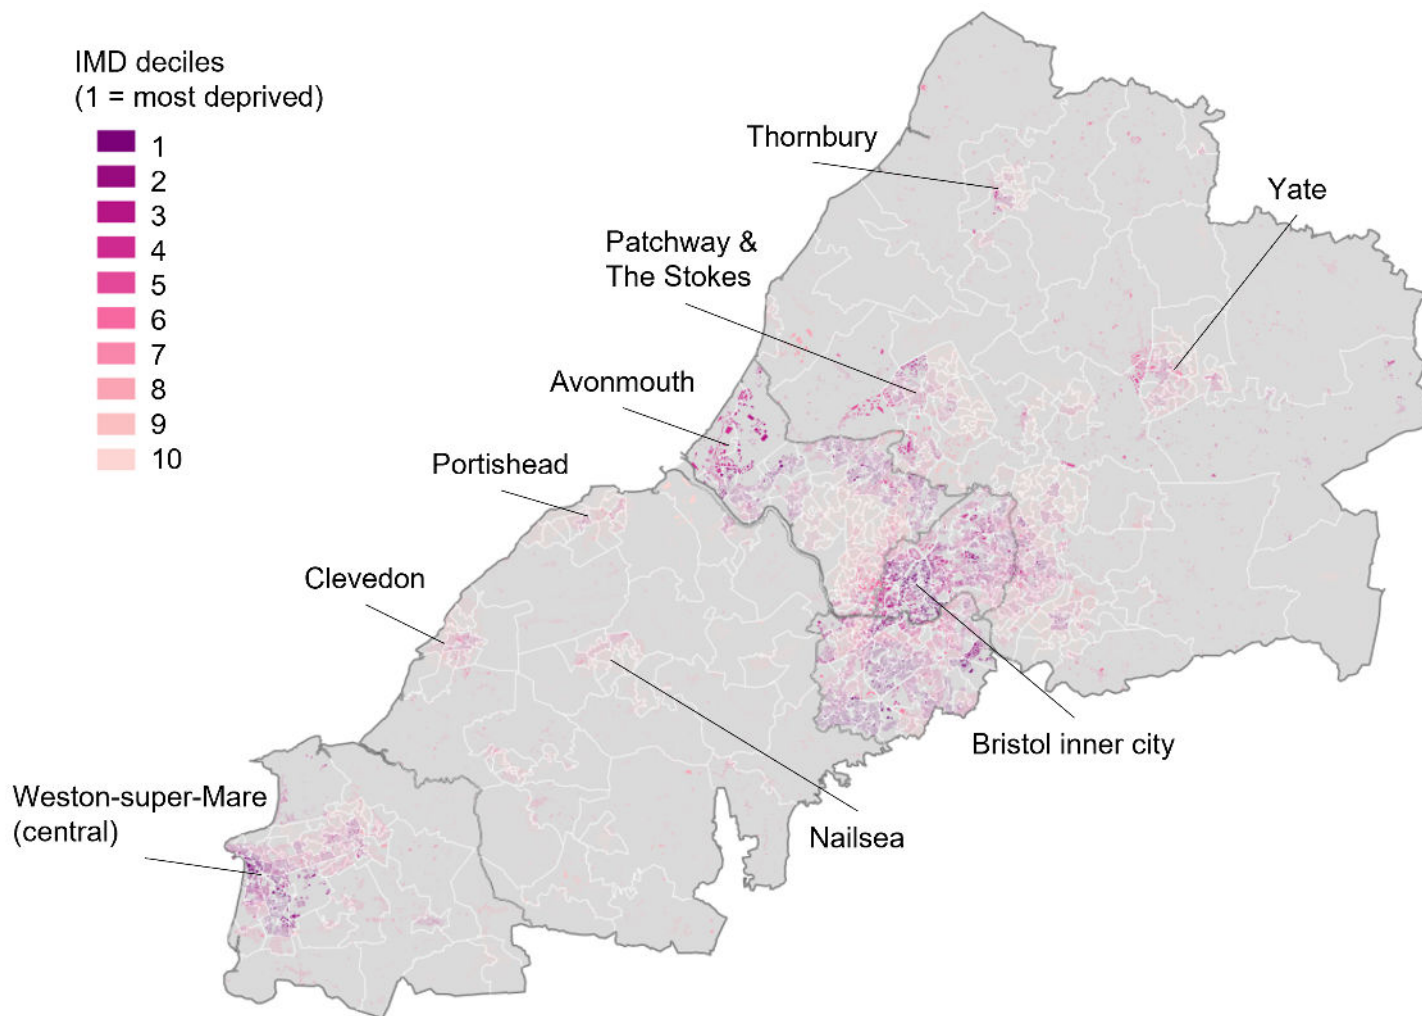 IMD deciles
(1 = most deprived)
1
2
3
4
5
6
7
8
9
10
Thornbury
Yate
Patchway &
The Stokes
Avonmouth
Portishead
Clevedon
Bristol inner city
Weston-super-Mare
(central)
Nailsea